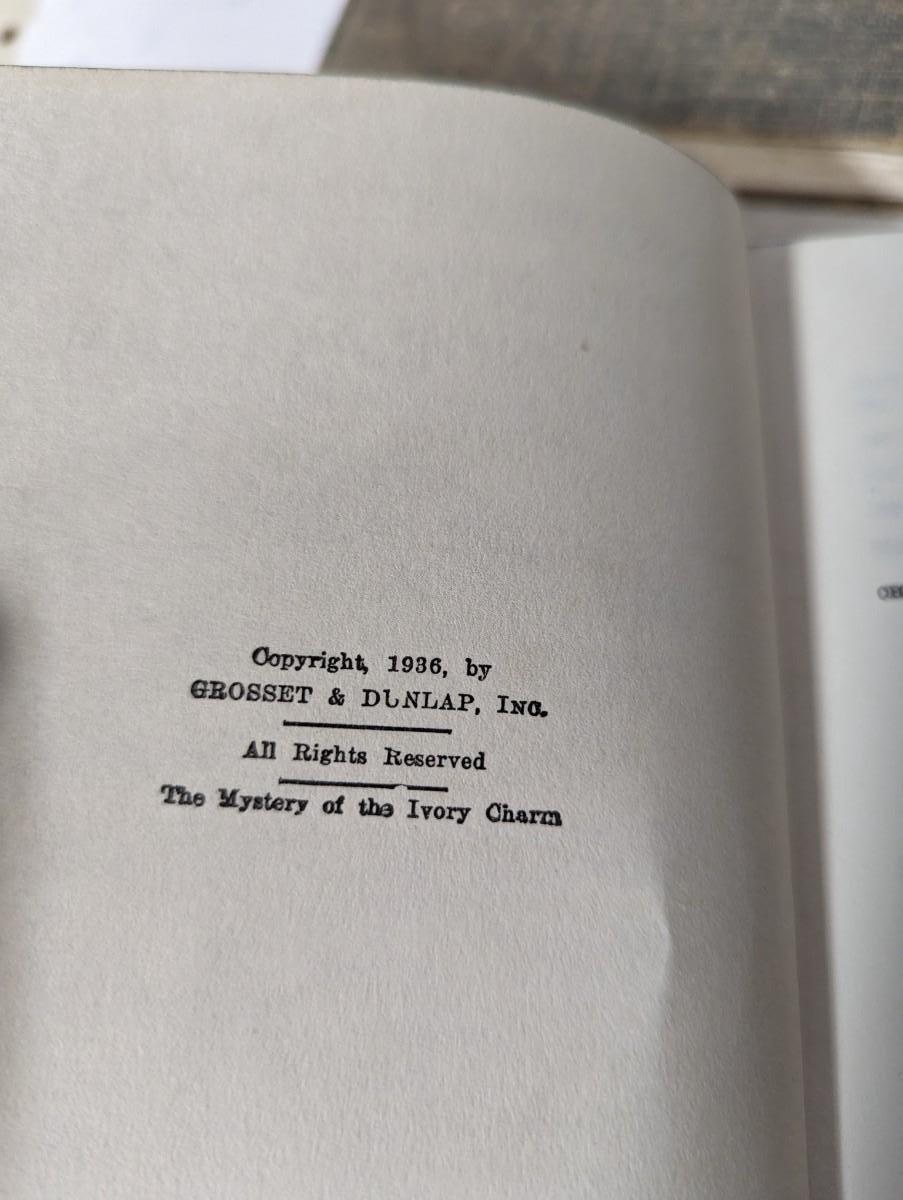 Copyright, 1936, by
GROSSET & DUNLAP, INC.
All Rights Reserved
The Mystery of the Ivory Charm